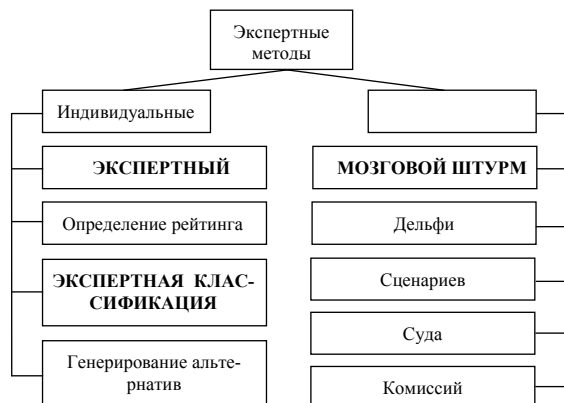 Экспертные
методы
Индивидуальные
ЭКСПЕРТНЫЙ
Определение рейтинга
ЭКСПЕРТНАЯ КЛАС-
СИФИКАЦИЯ
Генерирование альте-
рнатив
МОЗГОВОЙ ШТУРМ
Дельфи
Сценариев
Суда
Комиссий